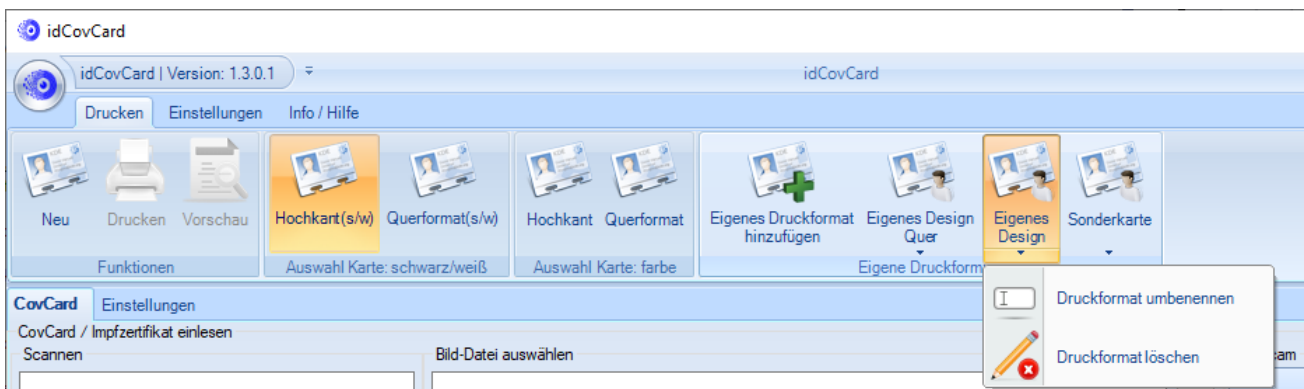 idCovCard
idCovCard | Version: 1.3.0.1
idCovCard
Drucken Einstellungen Info / Hilfe
Neu Drucken Vorschau Hochkant(s/w) Querformat(s/w) Hochkant Querformat Eigenes Druckformat hinzufügen Eigenes Design Quer Eigenes Design Sonderkarte
Funktionen Auswahl Karte: schwarz/weiß Auswahl Karte: farbe Eigene Druckform
Druckformat umbenennen
Druckformat löschen
CovCard Einstellungen
CovCard / Impfzertifikat einlesen
Scannen Bild-Datei auswählen am